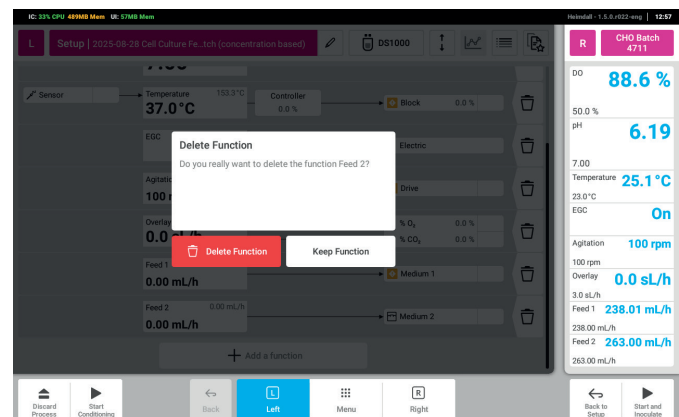 IC: 33% CPU 489MB Mem UI: 57MB Mem
Heimdall - 1.5.0.r022-eng 12:57
L Setup | 2025-08-28 Cell Culture Fe...tch (concentration based)
DS1000
R CHO Batch 4711
Sensor
Temperature 153.3°C
37.0°C
Controller
0.0 %
Block 0.0 %
EGC
Electric
Agitatio
100 r
Drive
Overlay
% O₂ 0.0 %
% CO₂ 0.0 %
Feed 1
0.00 mL/h
Medium 1
Feed 2 0.00 mL/h
0.00 mL/h
Medium 2
Add a function
Delete Function
Do you really want to delete the function Feed 2?
Delete Function
Keep Function
DO 88.6 %
50.0 %
pH 6.19
7.00
Temperature 25.1°C
23.0°C
EGC On
Agitation 100 rpm
100 rpm
Overlay 0.0 sL/h
3.0 sL/h
Feed 1 238.01 mL/h
238.00 mL/h
Feed 2 263.00 mL/h
263.00 mL/h
Discard Process
Start Conditioning
Back
L Left
Menu
R Right
Back to Setup
Start and Inoculate